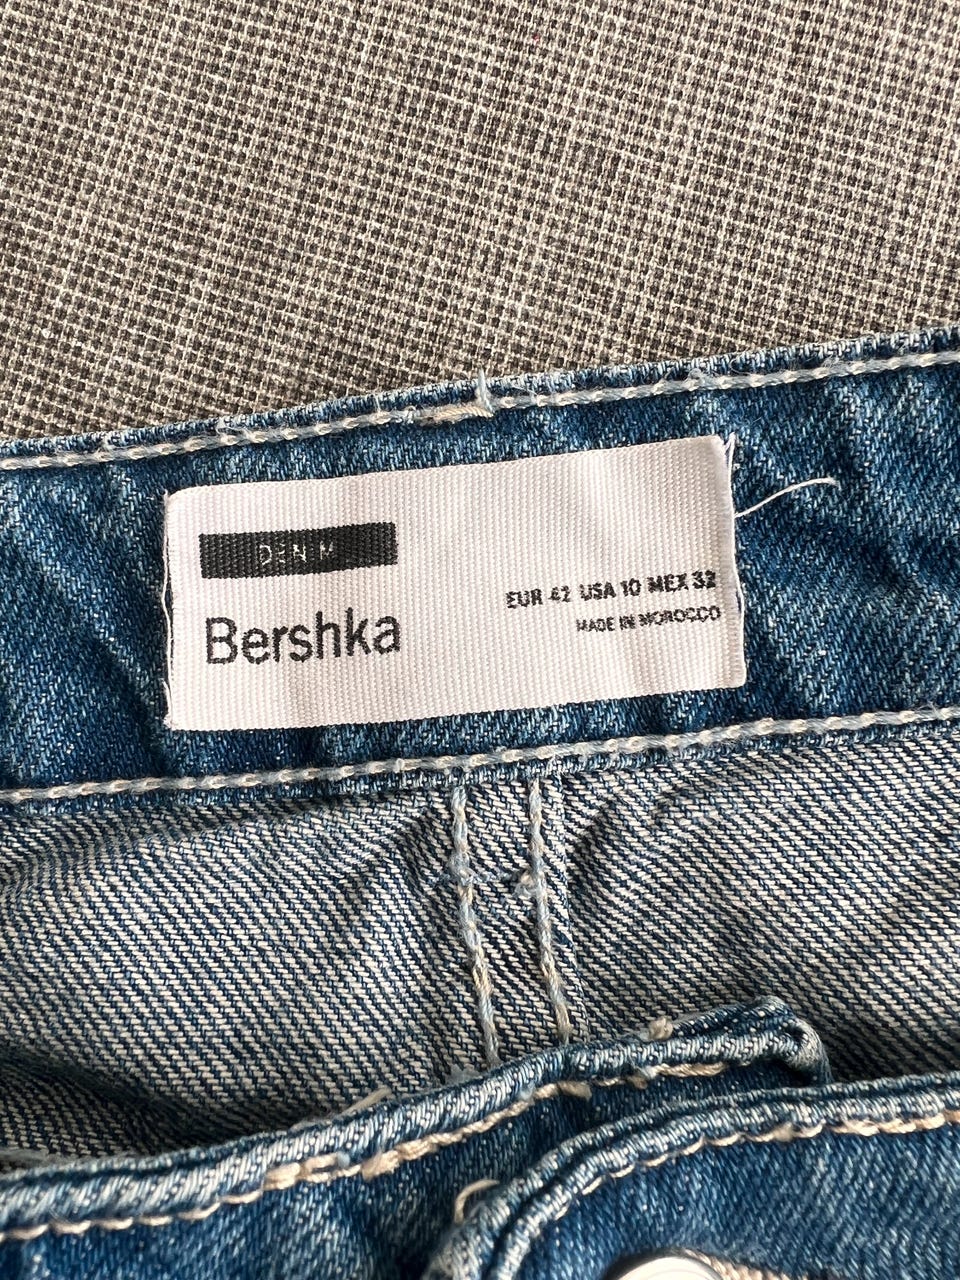 DENIM
Bershka
EUR 42 USA 10 MEX 32
MADE IN MOROCCO